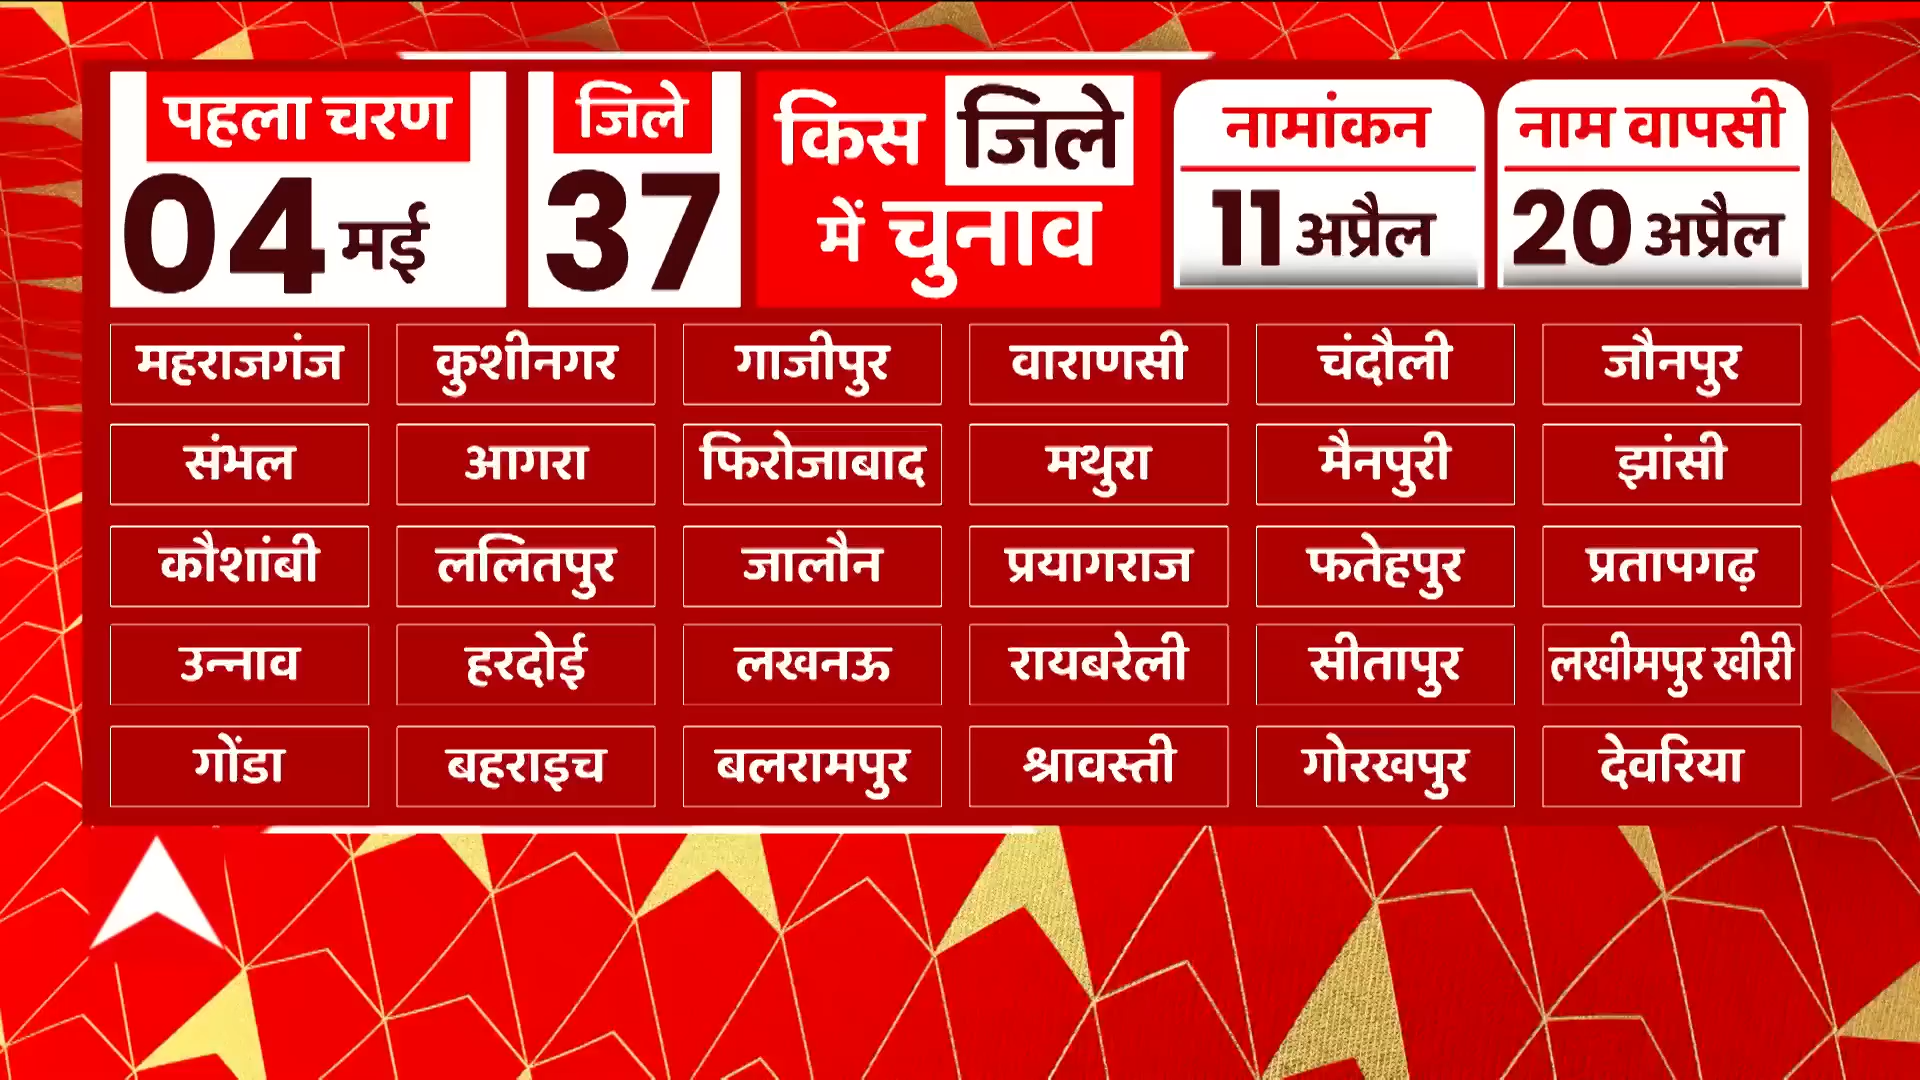 पहला चरण
04 मई
जिले
37
किस जिले
में चुनाव
नामांकन
11 अप्रैल
नाम वापसी
20 अप्रैल
महराजगंज कुशीनगर गाजीपुर वाराणसी चंदौली जौनपुर
संभल आगरा फिरोजाबाद मथुरा मैनपुरी झांसी
कौशांबी ललितपुर जालौन प्रयागराज फतेहपुर प्रतापगढ़
उन्नाव हरदोई लखनऊ रायबरेली सीतापुर लखीमपुर खीरी
गोंडा बहराइच बलरामपुर श्रावस्ती गोरखपुर देवरिया